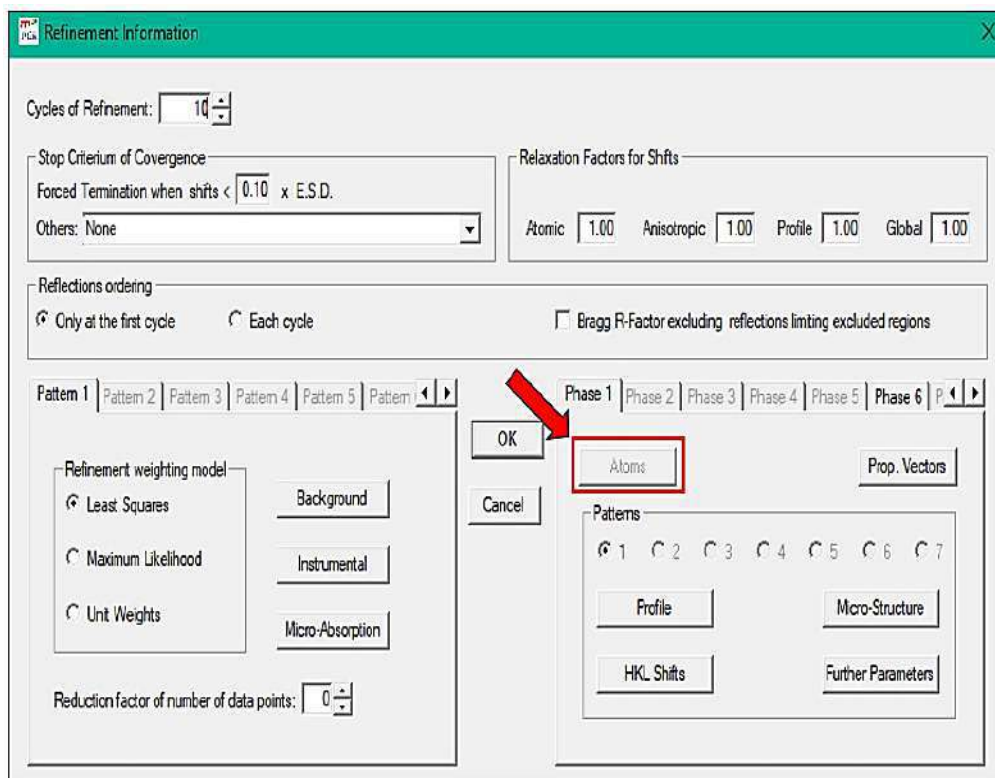 Refinement Information
Cycles of Refinement: 10
Stop Criterium of Covergence
Forced Termination when shifts < 0.10 x E.S.D.
Others: None
Relaxation Factors for Shfts
Atomic 1.00 Anisotropic 1.00 Profile 1.00 Global 1.00
Reflections ordering
Only at the first cycle Each cycle Bragg R-Factor excluding reflections limiting excluded regions
Pattern 1 Pattern 2 Pattern 3 Pattern 4 Pattern 5 Pattern
Refinement weighting model
Least Squares
Maximum Likelihood
Unit Weights
Background
Instrumental
Micro-Absorption
Reduction factor of number of data points: 0
OK
Cancel
Phase 1 Phase 2 Phase 3 Phase 4 Phase 5 Phase 6 P
Atoms Prop. Vectors
Patterns
1 2 3 4 5 6 7
Profile Micro-Structure
HKL Shifts Further Parameters